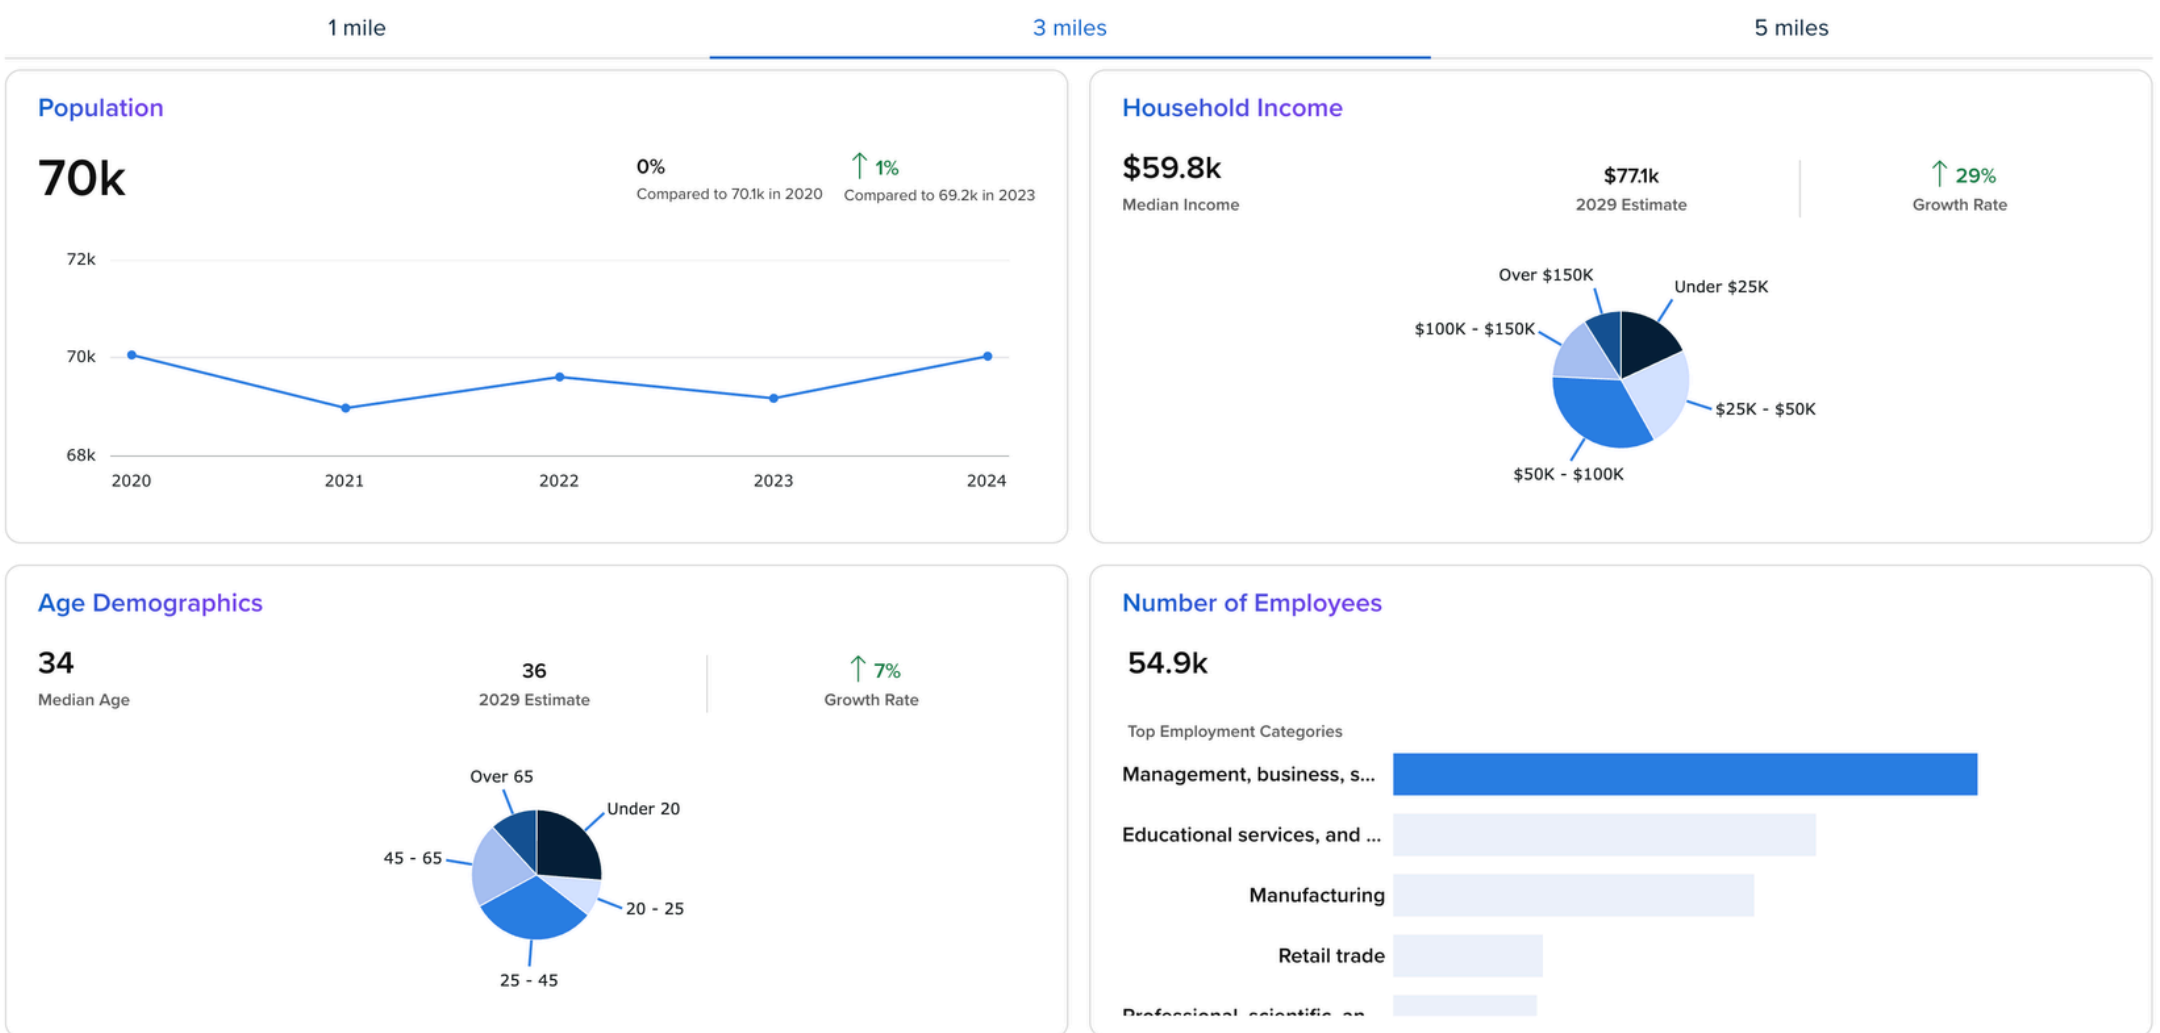 1 mile
3 miles
5 miles
Population
70k
0%
Compared to 70.1k in 2020
↑ 1%
Compared to 69.2k in 2023
72k
70k
68k
2020
2021
2022
2023
2024
Household Income
$59.8k
Median Income
$77.1k
2029 Estimate
↑ 29%
Growth Rate
Over $150K
Under $25K
$100K - $150K
$25K - $50K
$50K - $100K
Age Demographics
34
Median Age
36
2029 Estimate
↑ 7%
Growth Rate
Over 65
Under 20
45 - 65
20 - 25
25 - 45
Number of Employees
54.9k
Top Employment Categories
Management, business, s...
Educational services, and ...
Manufacturing
Retail trade
Professional, scientific, an